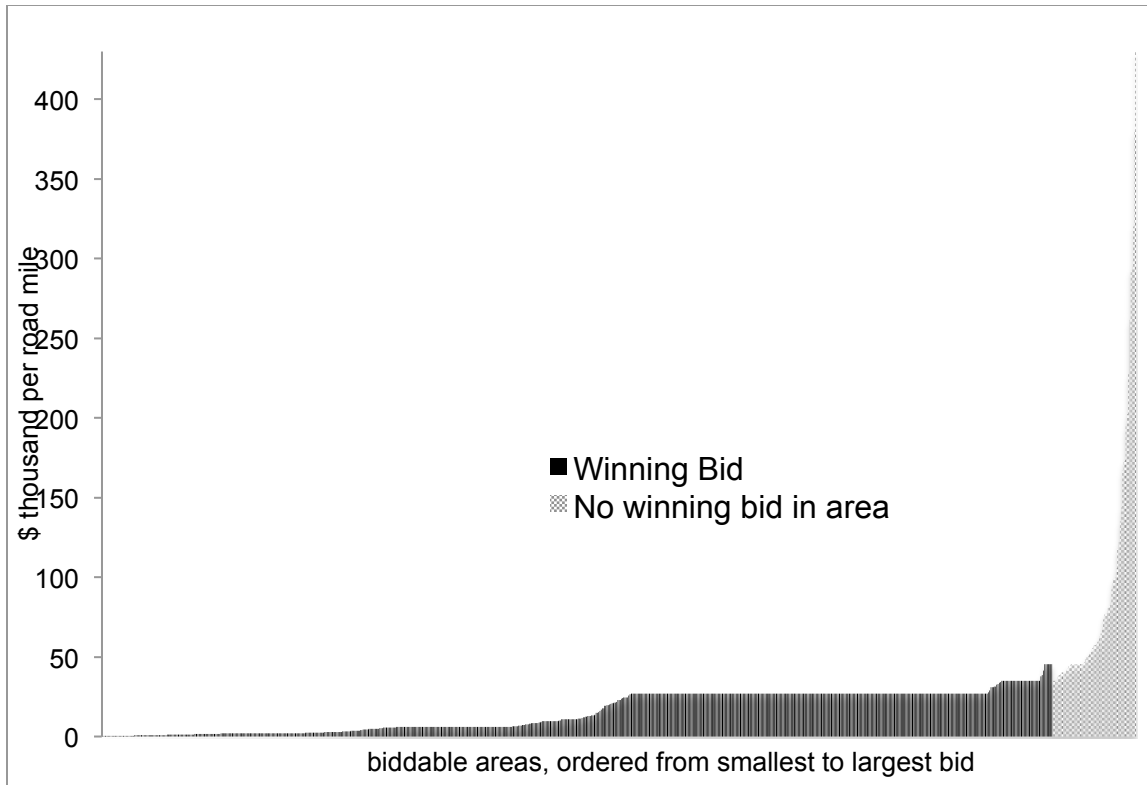 400
350
300
250
200
150
100
50
0
$ thousand per road mile
Winning Bid
No winning bid in area
biddable areas, ordered from smallest to largest bid